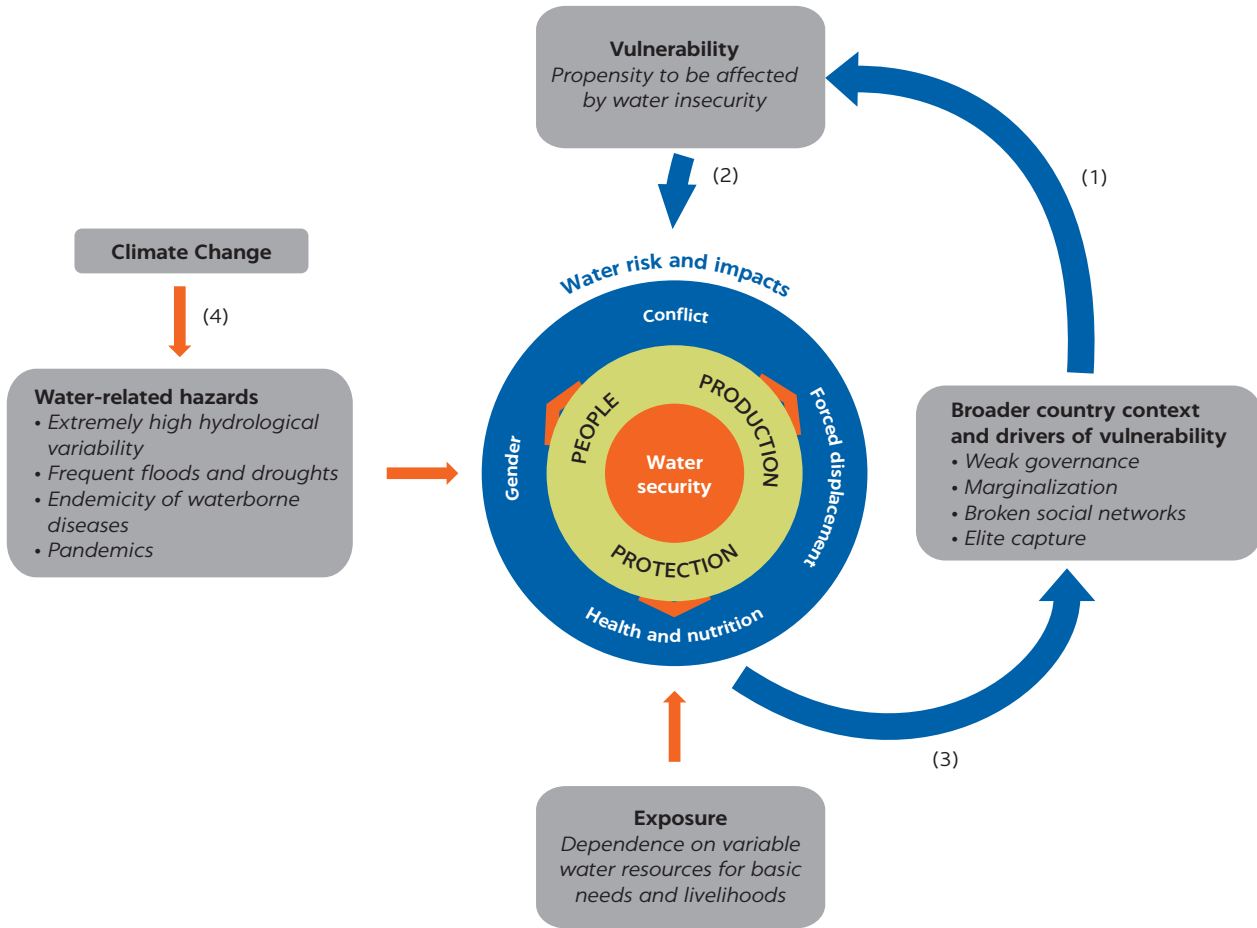 Vulnerability
Propensity to be affected
by water insecurity
(1)
(2)
Climate Change
(4)
Water risk and impacts
Water-related hazards
• Extremely high hydrological
variability
• Frequent floods and droughts
• Endemicity of waterborne
diseases
• Pandemics
Conflict
Gender
Forced displacement
Health and nutrition
PEOPLE
PRODUCTION
PROTECTION
Water
security
Broader country context
and drivers of vulnerability
• Weak governance
• Marginalization
• Broken social networks
• Elite capture
(3)
Exposure
Dependence on variable
water resources for basic
needs and livelihoods